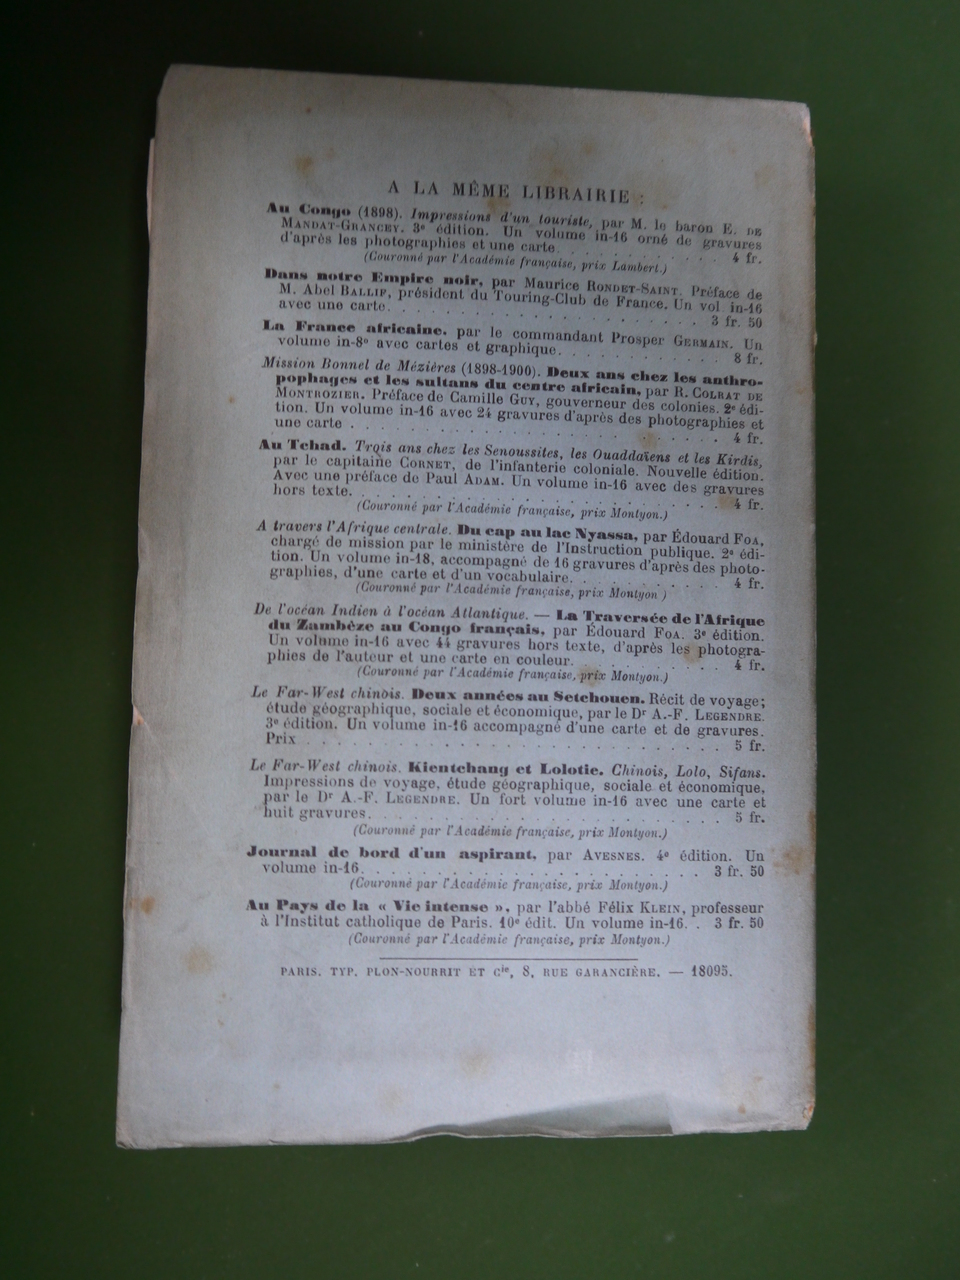 A LA MÊME LIBRAIRIE :
Au Congo (1898). Impressions d'un touriste, par M. le baron E. DE
MANDAT-GRANCEY. 3e édition. Un volume in-16 orné de gravures
d'après les photographies et une carte. 4 fr.
(Couronné par l'Académie française, prix Lambert.)
Dans notre Empire noir, par Maurice RONDET-SAINT. Préface de
M. Abel BALLIF, président du Touring-Club de France. Un vol. in-16
avec une carte. . . . . . . . . . . . . . . . . . . 3 fr. 50
La France africaine, par le commandant Prosper GERMAIN. Un
volume in-8o avec cartes et graphique. . . . . . . . . . . 8 fr.
Mission Bonnel de Mézières (1898-1900). Deux ans chez les anthro-
pophages et les sultans du centre africain, par R. COLRAT DE
MONTROZIER. Préface de Camille GUY, gouverneur des colonies. 2e édi-
tion. Un volume in-16 avec 24 gravures d'après des photographies et
une carte . . . . . . . . . . . . . . . . . . . . . 4 fr.
Au Tchad. Trois ans chez les Senoussites, les Ouaddaïens et les Kirdis,
par le capitaine CORNET, de l'infanterie coloniale. Nouvelle édition.
Avec une préface de Paul ADAM. Un volume in-16 avec des gravures
hors texte. . . . . . . . . . . . . . . . . . . . . 4 fr.
(Couronné par l'Académie française, prix Montyon.)
A travers l'Afrique centrale. Du cap au lac Nyassa, par Édouard FOA,
chargé de mission par le ministère de l'Instruction publique. 2e édi-
tion. Un volume in-18, accompagné de 16 gravures d'après des photo-
graphies, d'une carte et d'un vocabulaire. . . . . . . . . . 4 fr.
(Couronné par l'Académie française, prix Montyon )
De l'océan Indien à l'océan Atlantique. — La Traversée de l'Afrique
du Zambèze au Congo français, par Édouard FOA. 3e édition.
Un volume in-16 avec 44 gravures hors texte, d'après les photogra-
phies de l'auteur et une carte en couleur. . . . . . . . . . 4 fr.
(Couronné par l'Académie française, prix Montyon.)
Le Far-West chinois. Deux années au Setchouen. Récit de voyage;
étude géographique, sociale et économique, par le Dr A.-F. LEGENDRE.
3e édition. Un volume in-16 accompagné d'une carte et de gravures.
Prix . . . . . . . . . . . . . . . . . . . . . . . 5 fr.
Le Far-West chinois. Kientchang et Lolotie. Chinois, Lolo, Sifans.
Impressions de voyage, étude géographique, sociale et économique,
par le Dr A.-F. LEGENDRE. Un fort volume in-16 avec une carte et
huit gravures. . . . . . . . . . . . . . . . . . . . 5 fr.
(Couronné par l'Académie française, prix Montyon.)
Journal de bord d'un aspirant, par AVESNES. 4e édition. Un
volume in-16. . . . . . . . . . . . . . . . . . . 3 fr. 50
(Couronné par l'Académie française, prix Montyon.)
Au Pays de la « Vie intense », par l'abbé Félix KLEIN, professeur
à l'Institut catholique de Paris. 10e édit. Un volume in-16. . 3 fr. 50
(Couronné par l'Académie française, prix Montyon.)
PARIS. TYP. PLON-NOURRIT ET Cie, 8, RUE GARANCIÈRE. — 18095.